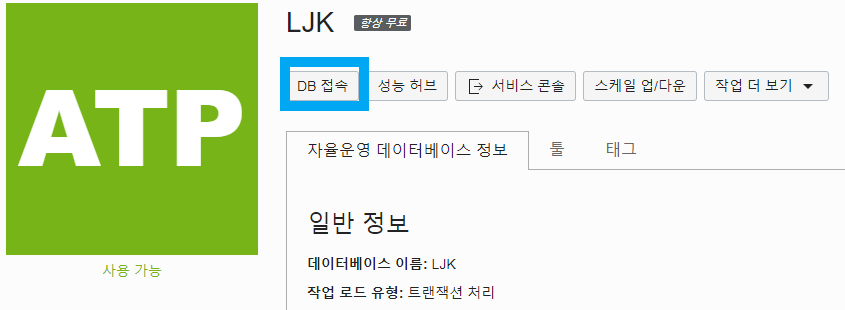 ATP
사용 가능
LJK 항상 무료
DB 접속 성능 허브 서비스 콘솔 스케일 업/다운 작업 더 보기
자율운영 데이터베이스 정보 툴 태그
일반 정보
데이터베이스 이름: LJK
작업 로드 유형: 트랜잭션 처리